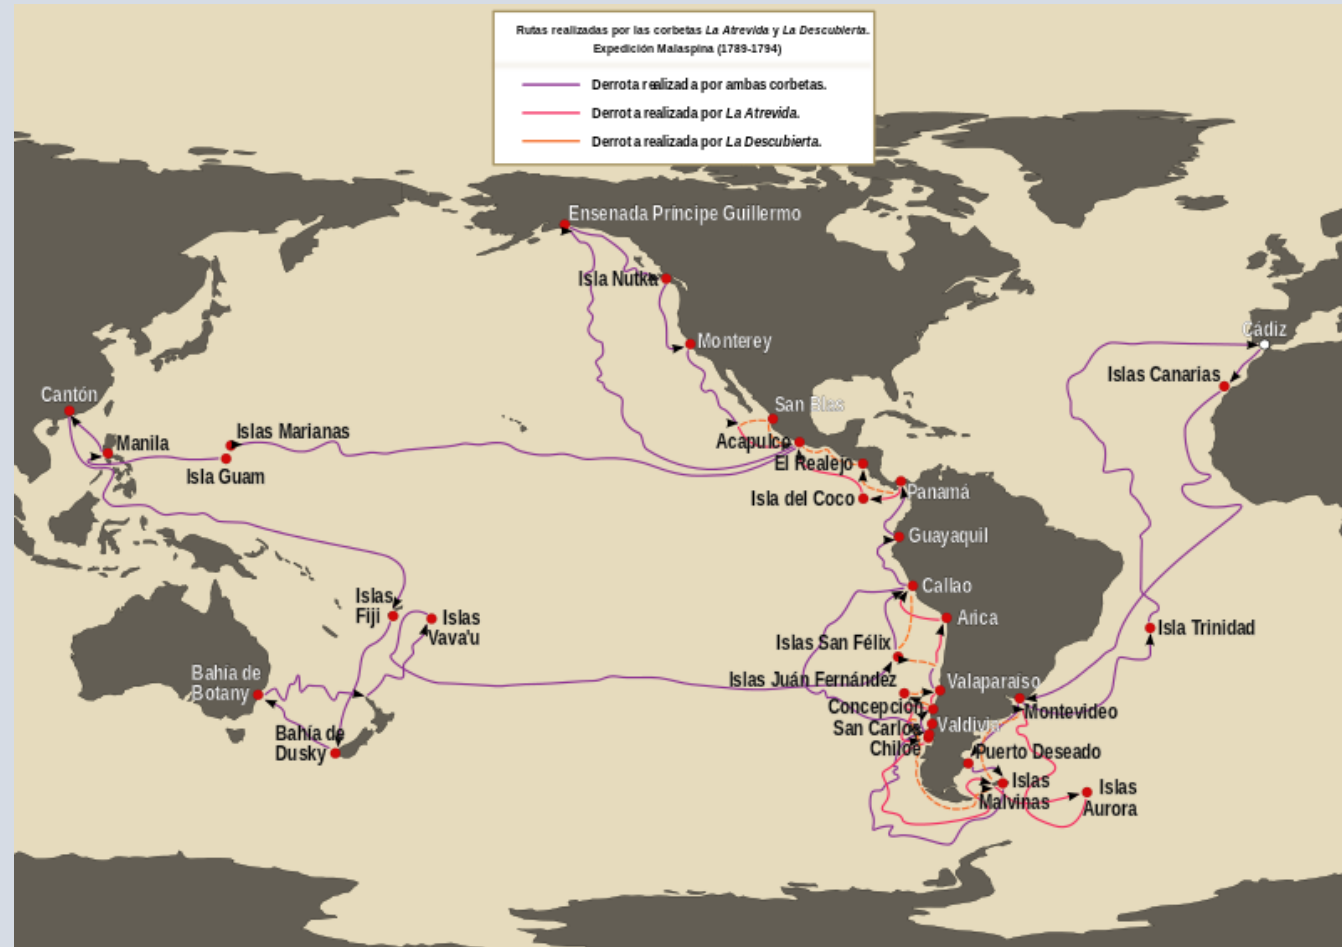 Rutas realizadas por las corbetas La Atrevida y La Descubierta.
Expedición Malaspina (1789-1794)
Derrota realizada por ambas corbetas.
Derrota realizada por La Atrevida.
Derrota realizada por La Descubierta.
Ensenada Príncipe Guillermo
Isla Nutka
Monterey
Cádiz
Islas Canarias
Cantón
San Blas
Islas Marianas
Manila
Acapulco
El Realejo
Isla Guam
Panamá
Isla del Coco
Guayaquil
Callao
Islas
Fiji
Islas
Vava'u
Arica
Isla Trinidad
Islas San Félix
Bahía de
Botany
Islas Juán Fernández
Valaparaíso
Concepción
Montevideo
San Carlos
Chiloé
Valdivia
Bahía de
Dusky
Puerto Deseado
Islas
Malvinas
Islas
Aurora